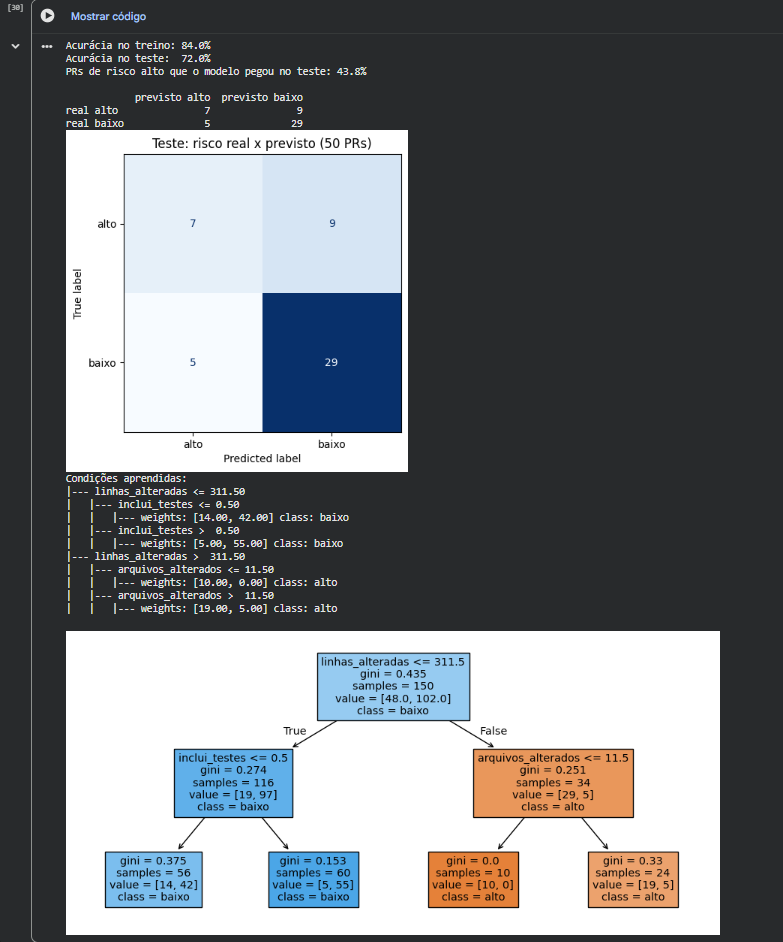 [30]
Mostrar código
Acurácia no treino: 84.0%
Acurácia no teste:  72.0%
PRs de risco alto que o modelo pegou no teste: 43.8%
previsto alto  previsto baixo
real alto 7 9
real baixo 5 29
Teste: risco real x previsto (50 PRs)
alto
7 9
True label
baixo
5 29
alto baixo
Predicted label
Condições aprendidas:
|--- linhas_alteradas <= 311.50
|   |--- inclui_testes <= 0.50
|   |   |--- weights: [14.00, 42.00] class: baixo
|   |--- inclui_testes >  0.50
|   |   |--- weights: [5.00, 55.00] class: baixo
|--- linhas_alteradas >  311.50
|   |--- arquivos_alterados <= 11.50
|   |   |--- weights: [10.00, 0.00] class: alto
|   |--- arquivos_alterados >  11.50
|   |   |--- weights: [19.00, 5.00] class: alto
linhas_alteradas <= 311.5
gini = 0.435
samples = 150
value = [48.0, 102.0]
class = baixo
True
False
inclui_testes <= 0.5
gini = 0.274
samples = 116
value = [19, 97]
class = baixo
arquivos_alterados <= 11.5
gini = 0.251
samples = 34
value = [29, 5]
class = alto
gini = 0.375
samples = 56
value = [14, 42]
class = baixo
gini = 0.153
samples = 60
value = [5, 55]
class = baixo
gini = 0.0
samples = 10
value = [10, 0]
class = alto
gini = 0.33
samples = 24
value = [19, 5]
class = alto